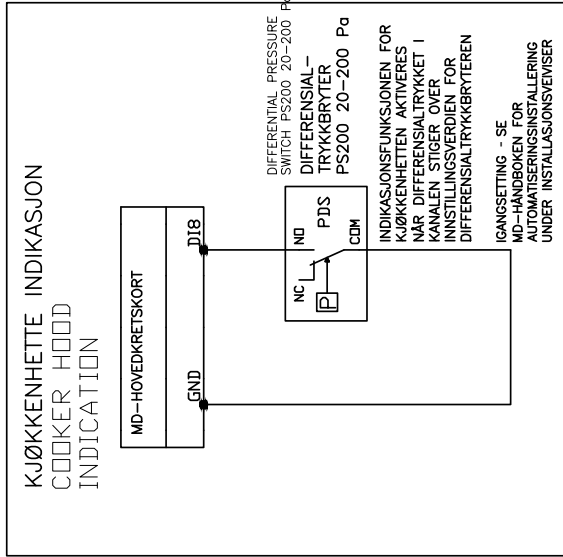 KJØKKENHETTE INDIKASJON
COOKER HOOD
INDICATION
MD-HOVEDKRETSKORT
GND
DI8
NC
NO
P
PDS
COM
DIFFERENTIAL PRESSURE
SWITCH PS200 20-200 Pa
DIFFERENSIAL-
TRYKKBRYTER
PS200 20-200 Pa
INDIKASJONSFUNKSJONEN FOR
KJØKKENHETTEN AKTIVERES
NÅR DIFFERENSIALTRYKKET I
KANALEN STIGER OVER
INNSTILLINGSVERDIEN FOR
DIFFERENSIALTRYKKBRYTEREN
IGANGSETTING - SE
MD-HÅNDBOKEN FOR
AUTOMATISERINGSINSTALLERING
UNDER INSTALLASJONSVEIVISER